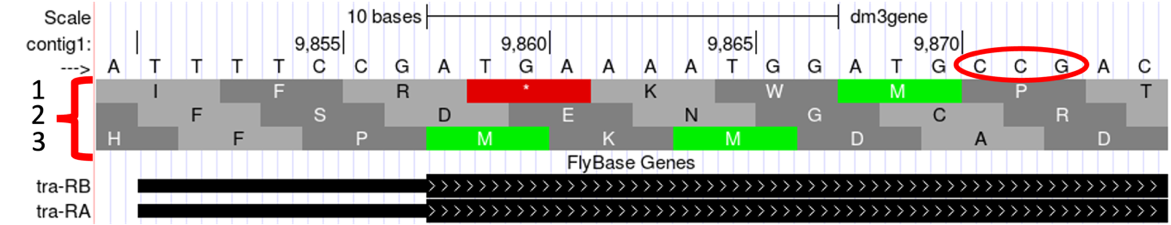 Scale 10 bases dm3gene
contig1: 9,855 9,860 9,865 9,870
---> A T T T T C C G A T G A A A A T G G A T G C C G A C
1 I F R * K W M P T
2 F S D E N G C R
3 H F P M K M D A D
FlyBase Genes
tra-RB
tra-RA